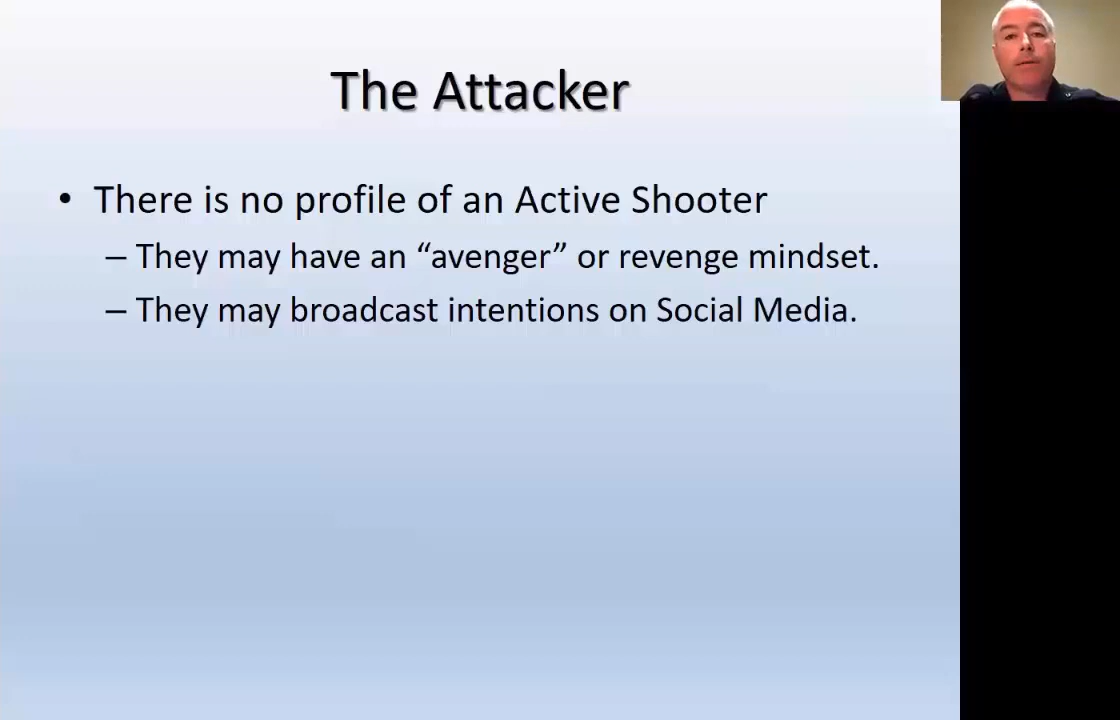 The Attacker
• There is no profile of an Active Shooter
– They may have an “avenger” or revenge mindset.
– They may broadcast intentions on Social Media.